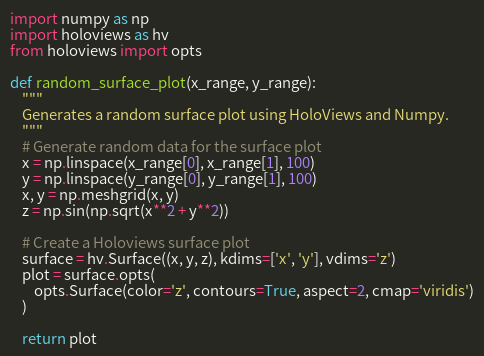 import numpy as np
import holoviews as hv
from holoviews import opts

def random_surface_plot(x_range, y_range):
    """
    Generates a random surface plot using HoloViews and Numpy.
    """
    # Generate random data for the surface plot
    x = np.linspace(x_range[0], x_range[1], 100)
    y = np.linspace(y_range[0], y_range[1], 100)
    x, y = np.meshgrid(x, y)
    z = np.sin(np.sqrt(x**2 + y**2))

    # Create a Holoviews surface plot
    surface = hv.Surface((x, y, z), kdims=['x', 'y'], vdims='z')
    plot = surface.opts(
        opts.Surface(color='z', contours=True, aspect=2, cmap='viridis')
    )

    return plot